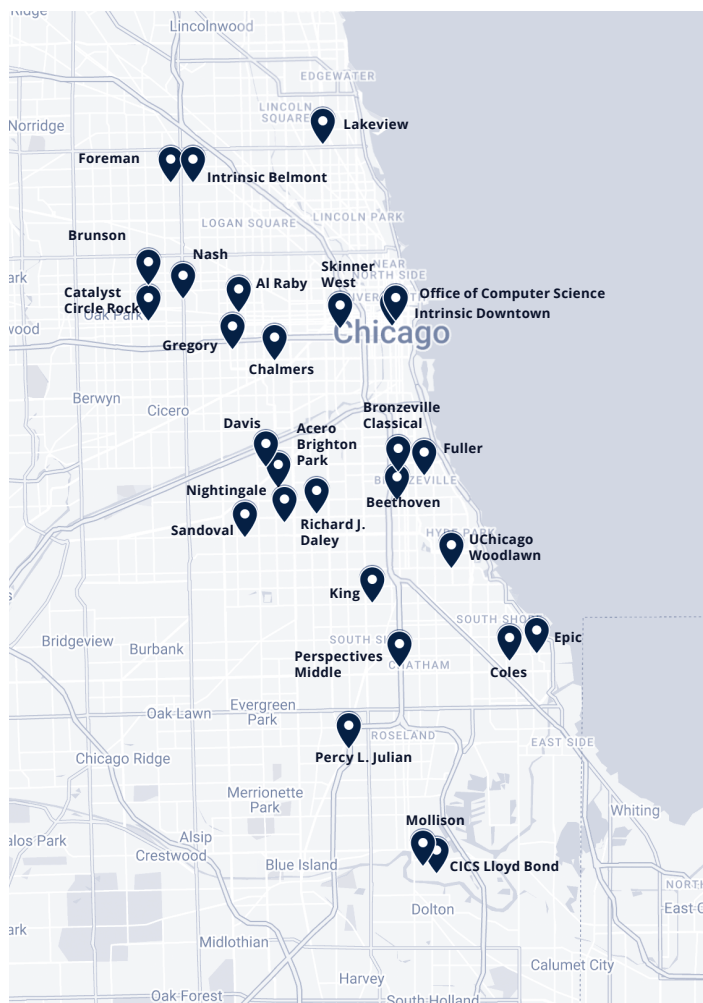 Ridge
Lincolnwood
EDGEWATER
LINCOLN
SQUARE
Lakeview
Norridge
Foreman
Intrinsic Belmont
LINCOLN PARK
LOGAN SQUARE
Brunson
Nash
Skinner
West
NEAR
NORTH SIDE
ark
Al Raby
Catalyst
Circle Rock
Office of Computer Science
Intrinsic Downtown
Oak Park
wood
Chicago
Gregory
Chalmers
Berwyn
Cicero
Bronzeville
Classical
Davis
Acero
Brighton
Park
Fuller
Nightingale
Beethoven
Sandoval
Richard J.
Daley
HYDE PARK
UChicago
Woodlawn
King
SOUTH SHORE
Bridgeview
Burbank
SOUTH SI
Epic
Perspectives
Middle
CHATHAM
Coles
Evergreen
Park
Oak Lawn
ROSELAND
EAST SIDE
Percy L. Julian
Chicago Ridge
Merrionette
Park
Whiting
Mollison
alos Park
Alsip
Crestwood
Blue Island
CICS Lloyd Bond
NORTH
Dolton
East C
ark
Midlothian
Calumet City
Harvey
Oak Forest
South Holland